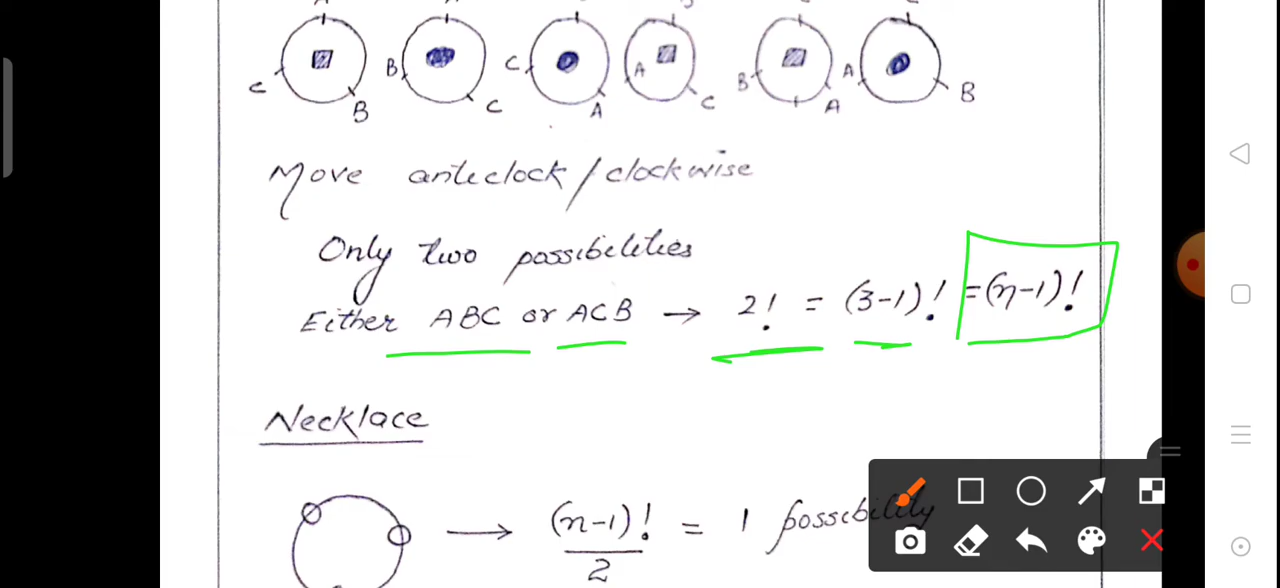 C B B C C A A C B A A B
Move anticlock/clockwise
Only two possibilities
Either ABC or ACB → 2! = (3-1)! = (n-1)!
Necklace
→ (n-1)!/2 = 1 possibility